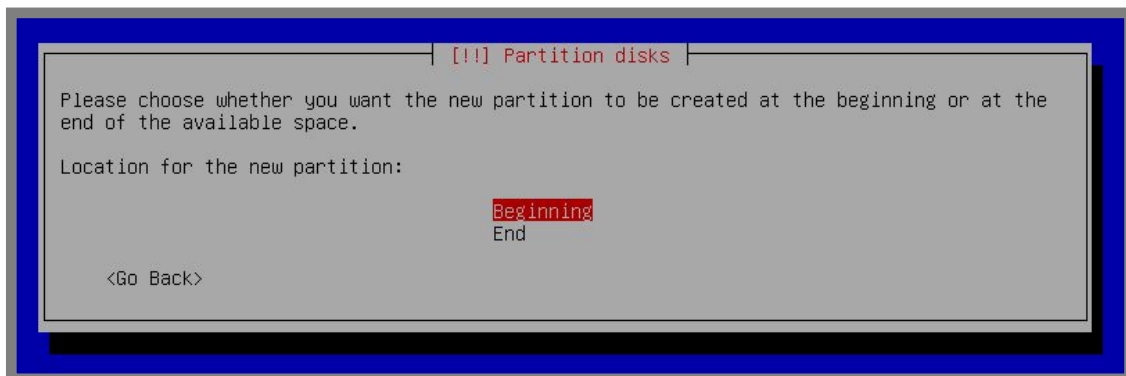 [!!] Partition disks
Please choose whether you want the new partition to be created at the beginning or at the
end of the available space.
Location for the new partition:
Beginning
End
<Go Back>